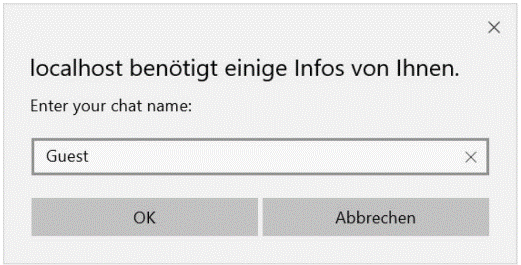 localhost benötigt einige Infos von Ihnen.
Enter your chat name:
Guest
OK Abbrechen